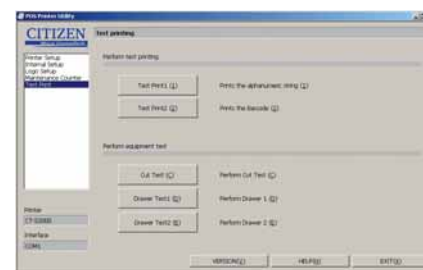 POS Printer Utility
CITIZEN
test printing
Printer Setup
Internal Setup
Logo Setup
Maintenance Counter
Test Print
Perform test printing
Test Print1 (1)
Prints the alphanumeric string (1)
Test Print2 (2)
Prints the Barcode (2)
Perform equipment test
Cut Test (C)
Perform Cut Test (C)
Drawer Test1 (D)
Perform Drawer 1 (D)
Drawer Test2 (E)
Perform Drawer 2 (E)
Printer
CT-S2000
Interface
COM1
VERSION(V)
HELP(H)
EXIT(X)